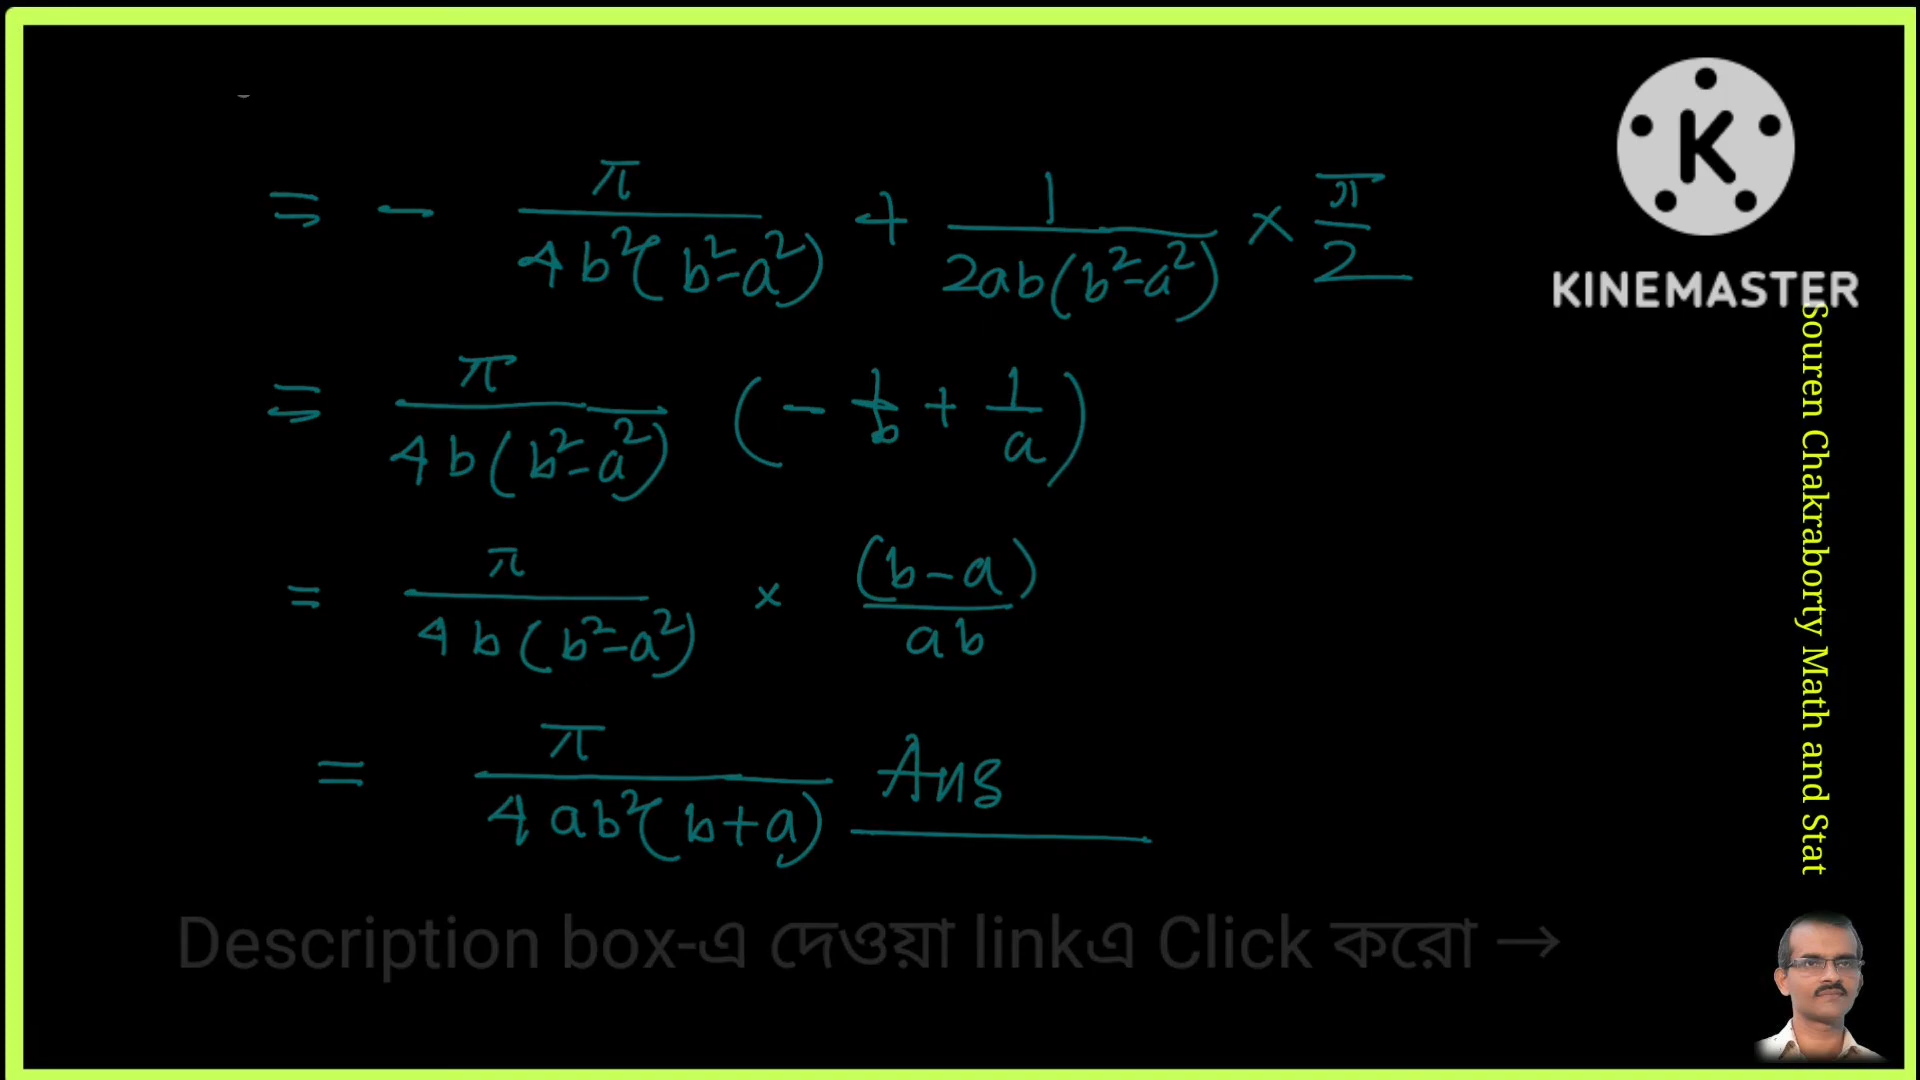 = - π/(4b²(b²-a²)) + 1/(2ab(b²-a²)) × π/2
= π/(4b(b²-a²)) (- 1/b + 1/a)
= π/(4b(b²-a²)) × (b-a)/(ab)
= π/(4ab²(b+a)) Ans
Description box-এ দেওয়া linkএ Click করো →
K
KINEMASTER
Souren Chakraborty Math and Stat